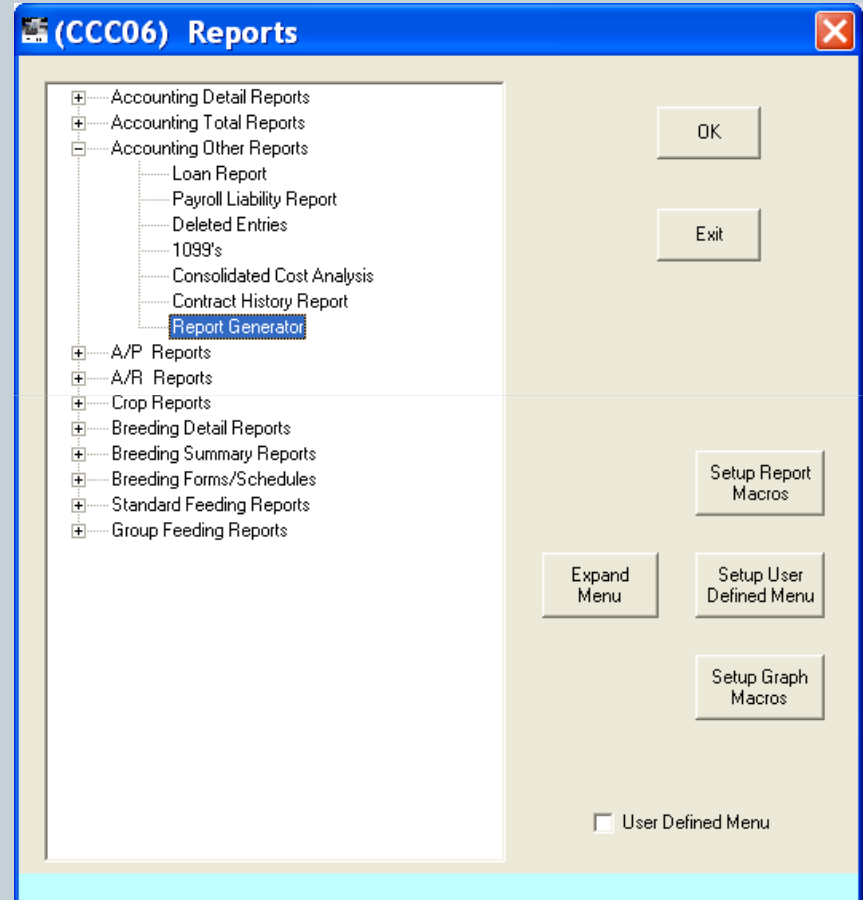 (CCC06) Reports
Accounting Detail Reports
Accounting Total Reports
Accounting Other Reports
Loan Report
Payroll Liability Report
Deleted Entries
1099's
Consolidated Cost Analysis
Contract History Report
Report Generator
A/P Reports
A/R Reports
Crop Reports
Breeding Detail Reports
Breeding Summary Reports
Breeding Forms/Schedules
Standard Feeding Reports
Group Feeding Reports
OK
Exit
Setup Report
Macros
Expand
Menu
Setup User
Defined Menu
Setup Graph
Macros
User Defined Menu